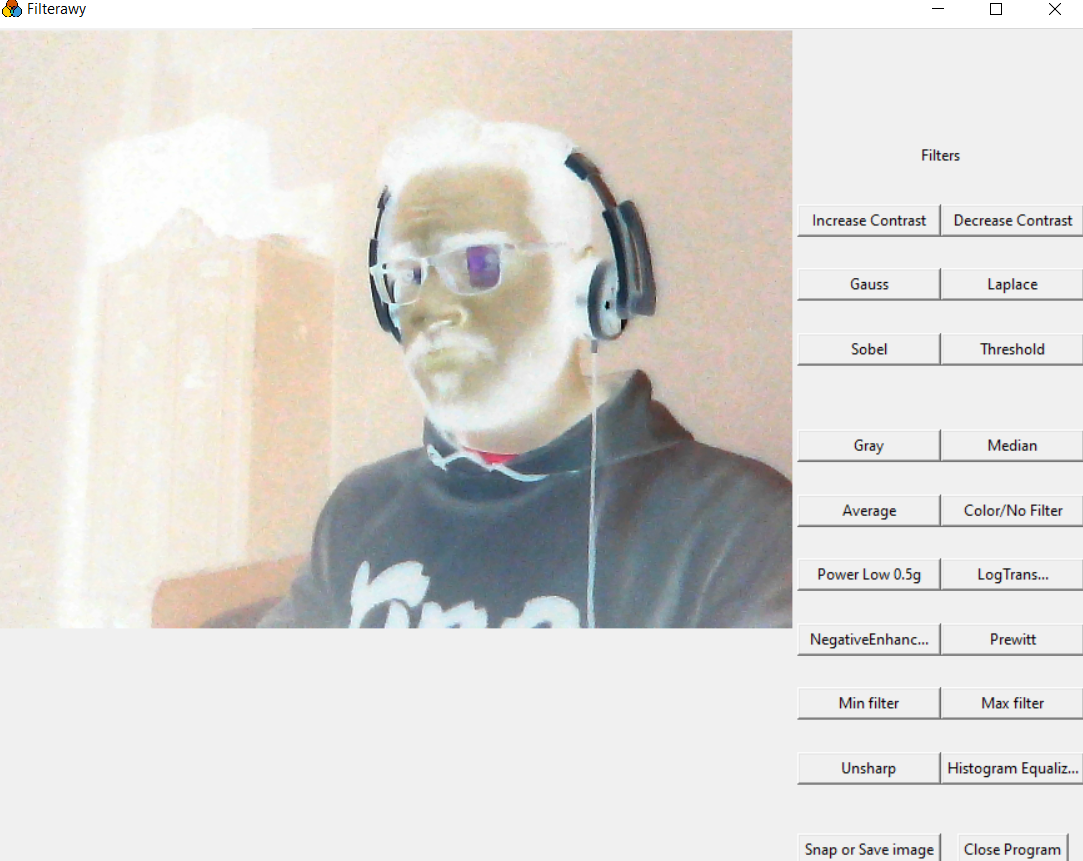 Filterawy
Filters
Increase Contrast Decrease Contrast
Gauss Laplace
Sobel Threshold
Gray Median
Average Color/No Filter
Power Low 0.5g LogTrans...
NegativeEnhanc... Prewitt
Min filter Max filter
Unsharp Histogram Equaliz...
Snap or Save image Close Program